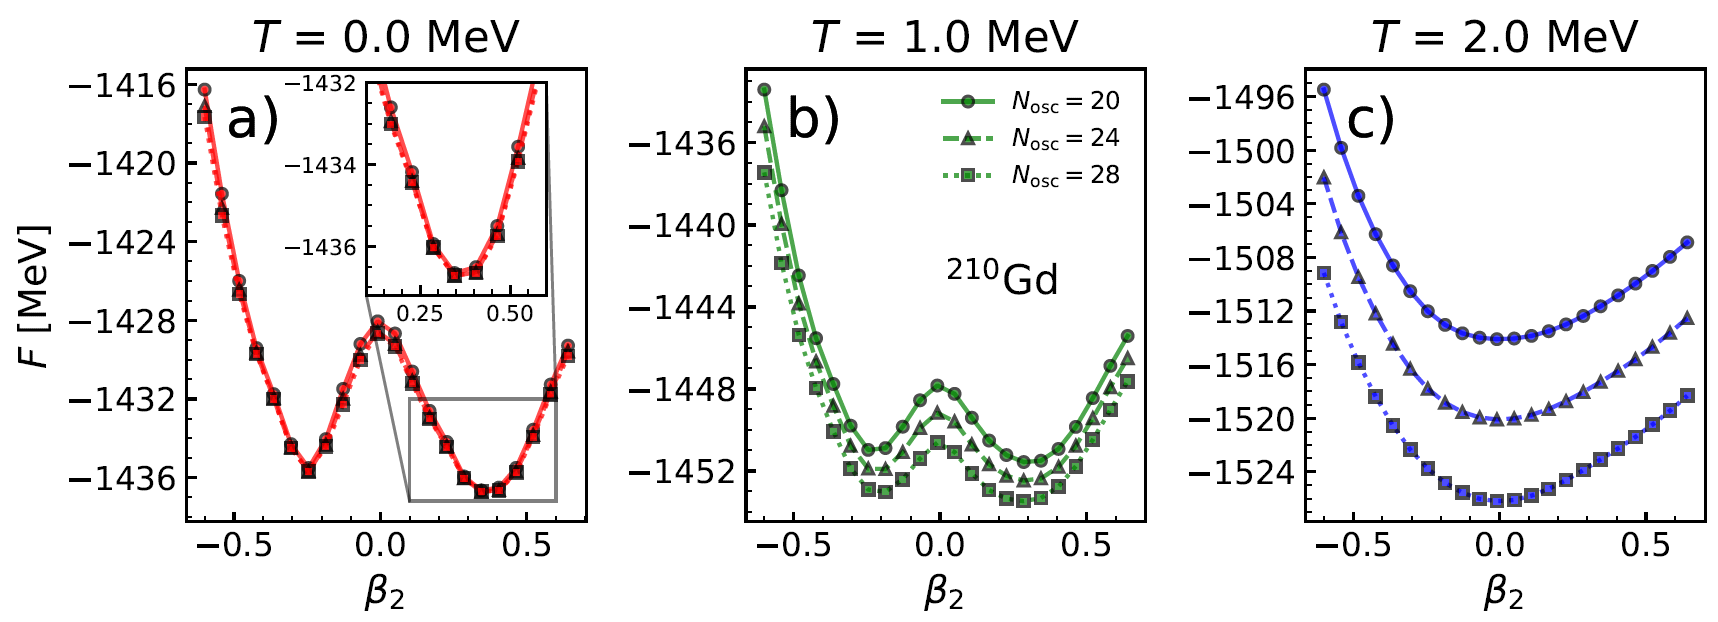 T = 0.0 MeV
T = 1.0 MeV
T = 2.0 MeV
a)
b)
c)
F [MeV]
−1416
−1420
−1424
−1428
−1432
−1436
−1432
−1434
−1436
0.25 0.50
−0.5 0.0 0.5
β₂
−1436
−1440
−1444
−1448
−1452
N_osc = 20
N_osc = 24
N_osc = 28
²¹⁰Gd
−0.5 0.0 0.5
β₂
−1496
−1500
−1504
−1508
−1512
−1516
−1520
−1524
−0.5 0.0 0.5
β₂